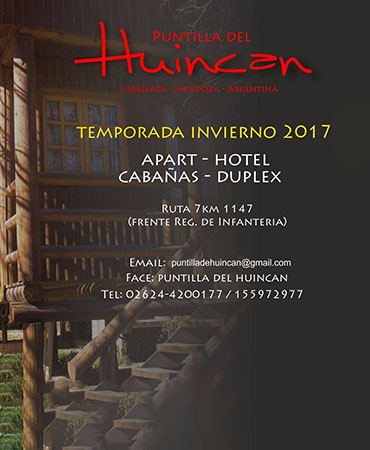 PUNTILLA DEL
Huincan
USPALLATA - MENDOZA - ARGENTINA
TEMPORADA INVIERNO 2017
APART - HOTEL
CABAÑAS - DUPLEX
RUTA 7KM 1147
(FRENTE REG. DE INFANTERIA)
EMAIL: puntilladehuincan@gmail.com
FACE: PUNTILLA DEL HUINCAN
TEL: 02624-4200177 / 155972977